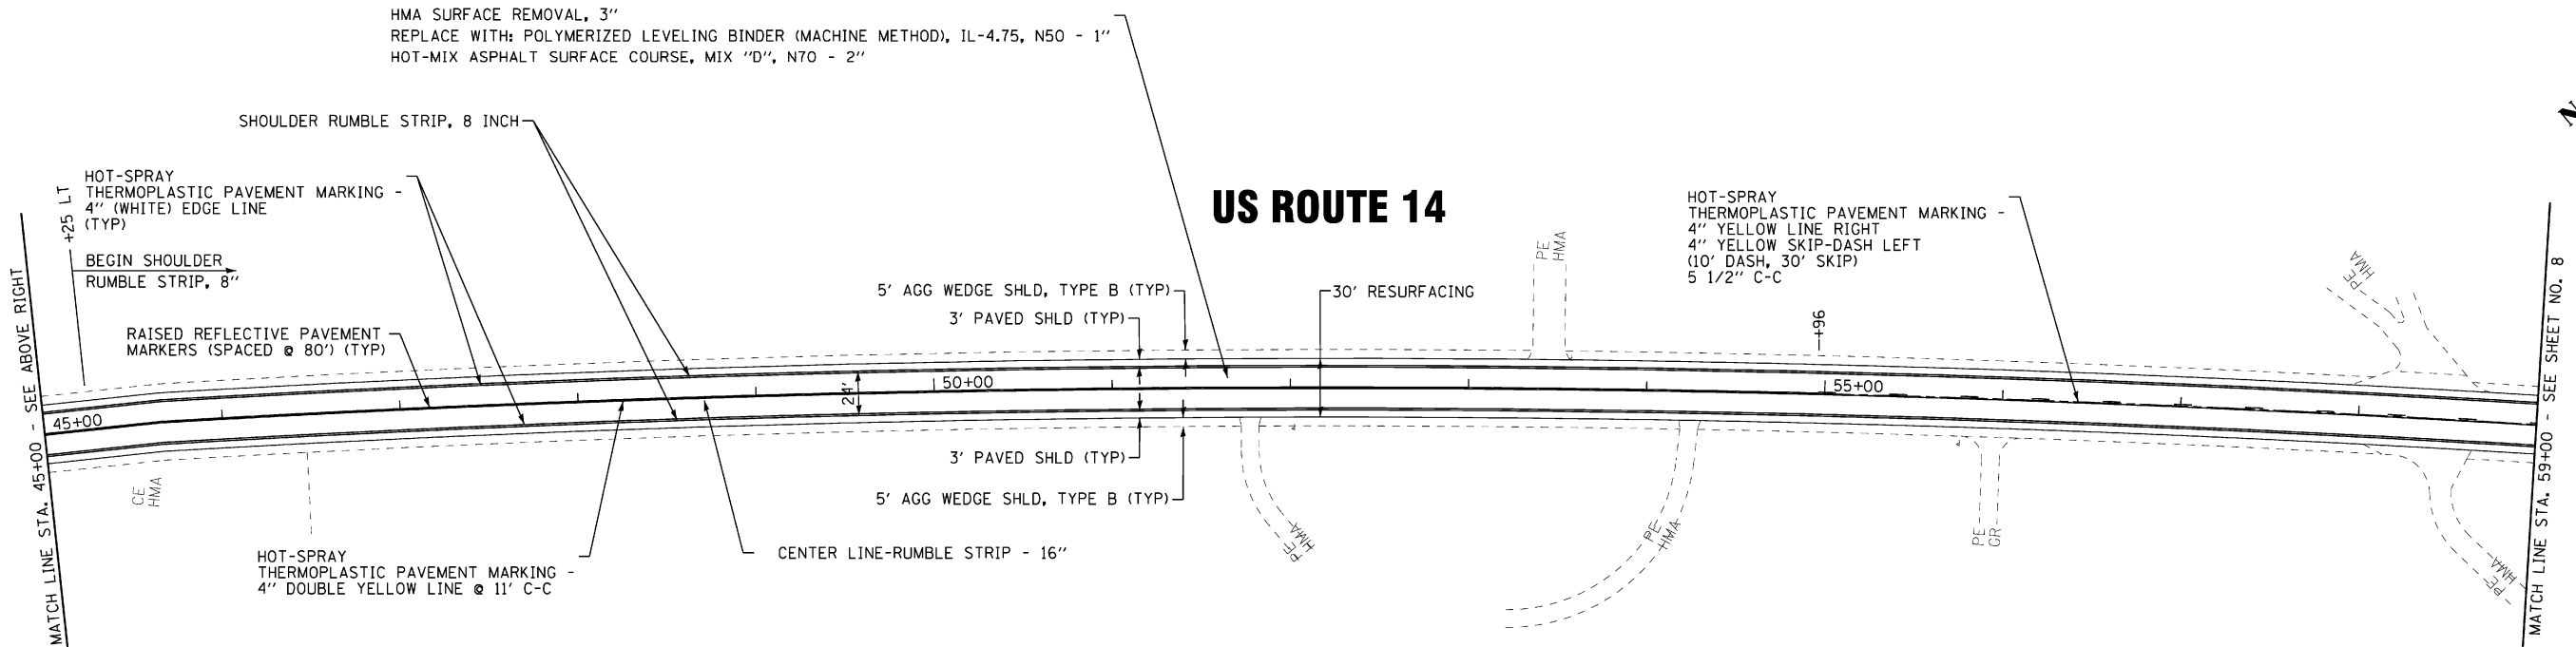 HMA SURFACE REMOVAL, 3"
REPLACE WITH: POLYMERIZED LEVELING BINDER (MACHINE METHOD), IL-4.75, N50 - 1"
HOT-MIX ASPHALT SURFACE COURSE, MIX "D", N70 - 2"
SHOULDER RUMBLE STRIP, 8 INCH
N
HOT-SPRAY
THERMOPLASTIC PAVEMENT MARKING -
4" (WHITE) EDGE LINE
(TYP)
+25 LT
BEGIN SHOULDER
RUMBLE STRIP, 8"
US ROUTE 14
HOT-SPRAY
THERMOPLASTIC PAVEMENT MARKING -
4" YELLOW LINE RIGHT
4" YELLOW SKIP-DASH LEFT
(10' DASH, 30' SKIP)
5 1/2" C-C
PE
HMA
PE
HMA
5' AGG WEDGE SHLD, TYPE B (TYP)
30' RESURFACING
3' PAVED SHLD (TYP)
+96
RAISED REFLECTIVE PAVEMENT
MARKERS (SPACED @ 80') (TYP)
MATCH LINE STA. 45+00 - SEE ABOVE RIGHT
45+00
24'
50+00
55+00
MATCH LINE STA. 59+00 - SEE SHEET NO. 8
3' PAVED SHLD (TYP)
5' AGG WEDGE SHLD, TYPE B (TYP)
CE
HMA
PE
HMA
PE
HMA
PE
GR
PE
HMA
HOT-SPRAY
THERMOPLASTIC PAVEMENT MARKING -
4" DOUBLE YELLOW LINE @ 11' C-C
CENTER LINE-RUMBLE STRIP - 16"